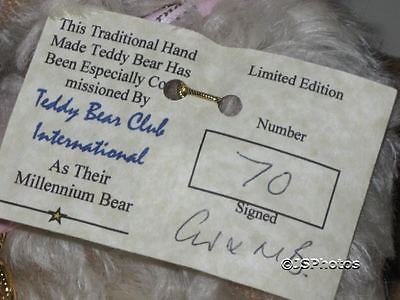 This Traditional Hand
Made Teddy Bear Has
Been Especially Co
missioned By
Teddy Bear Club
International
As Their
Millennium Bear
Limited Edition
Number
70
Signed
©JSPhotos